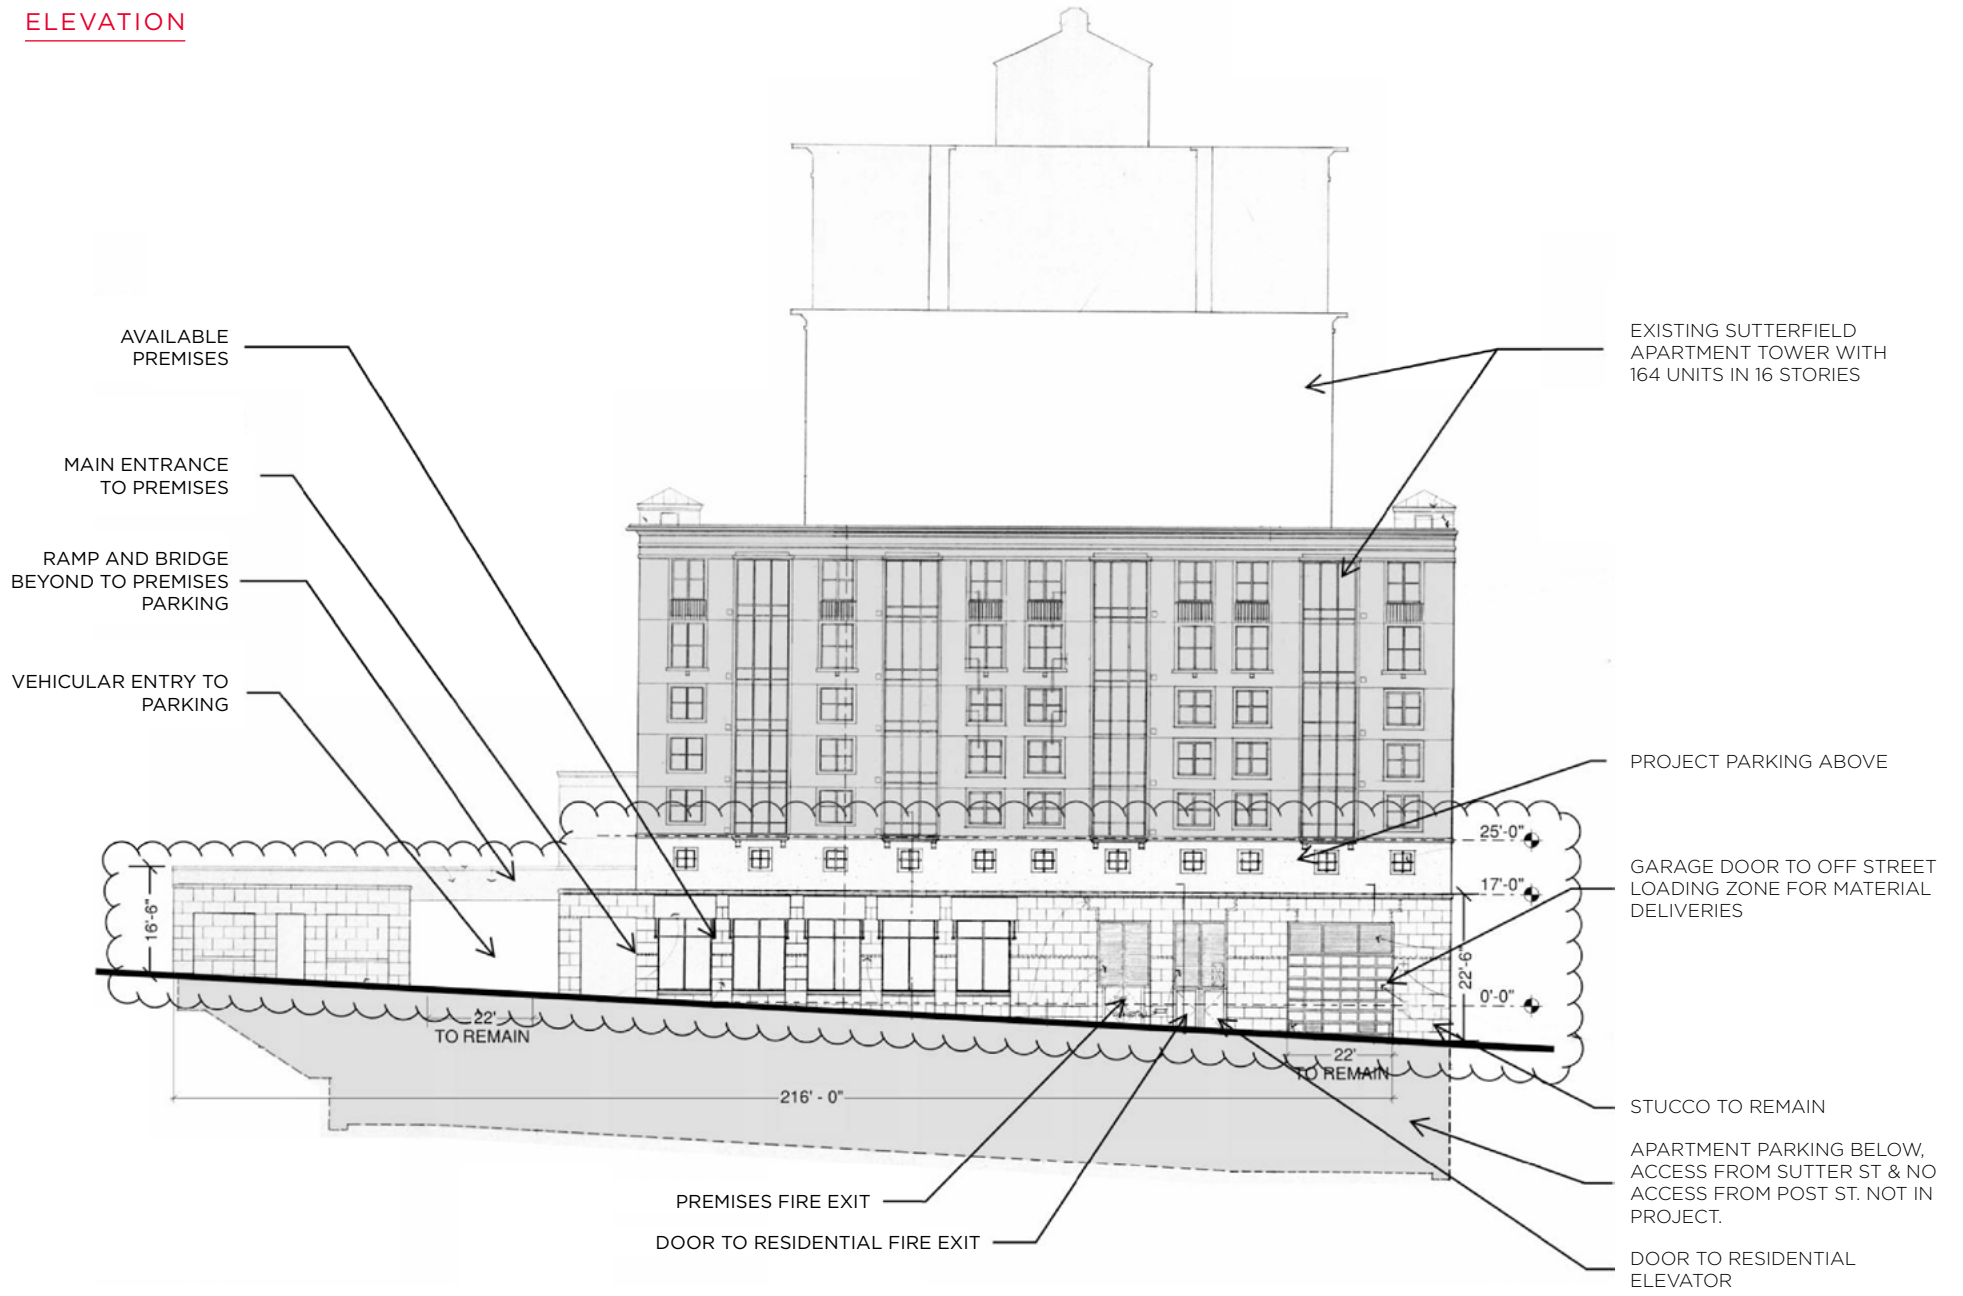 ELEVATION
AVAILABLE
PREMISES
MAIN ENTRANCE
TO PREMISES
RAMP AND BRIDGE
BEYOND TO PREMISES
PARKING
VEHICULAR ENTRY TO
PARKING
EXISTING SUTTERFIELD
APARTMENT TOWER WITH
164 UNITS IN 16 STORIES
PROJECT PARKING ABOVE
25'-0"
GARAGE DOOR TO OFF STREET
LOADING ZONE FOR MATERIAL
DELIVERIES
17'-0"
16'-6"
22'-6"
0'-0"
22'
TO REMAIN
22'
TO REMAIN
216' - 0"
STUCCO TO REMAIN
APARTMENT PARKING BELOW,
ACCESS FROM SUTTER ST & NO
ACCESS FROM POST ST. NOT IN
PROJECT.
PREMISES FIRE EXIT
DOOR TO RESIDENTIAL FIRE EXIT
DOOR TO RESIDENTIAL
ELEVATOR